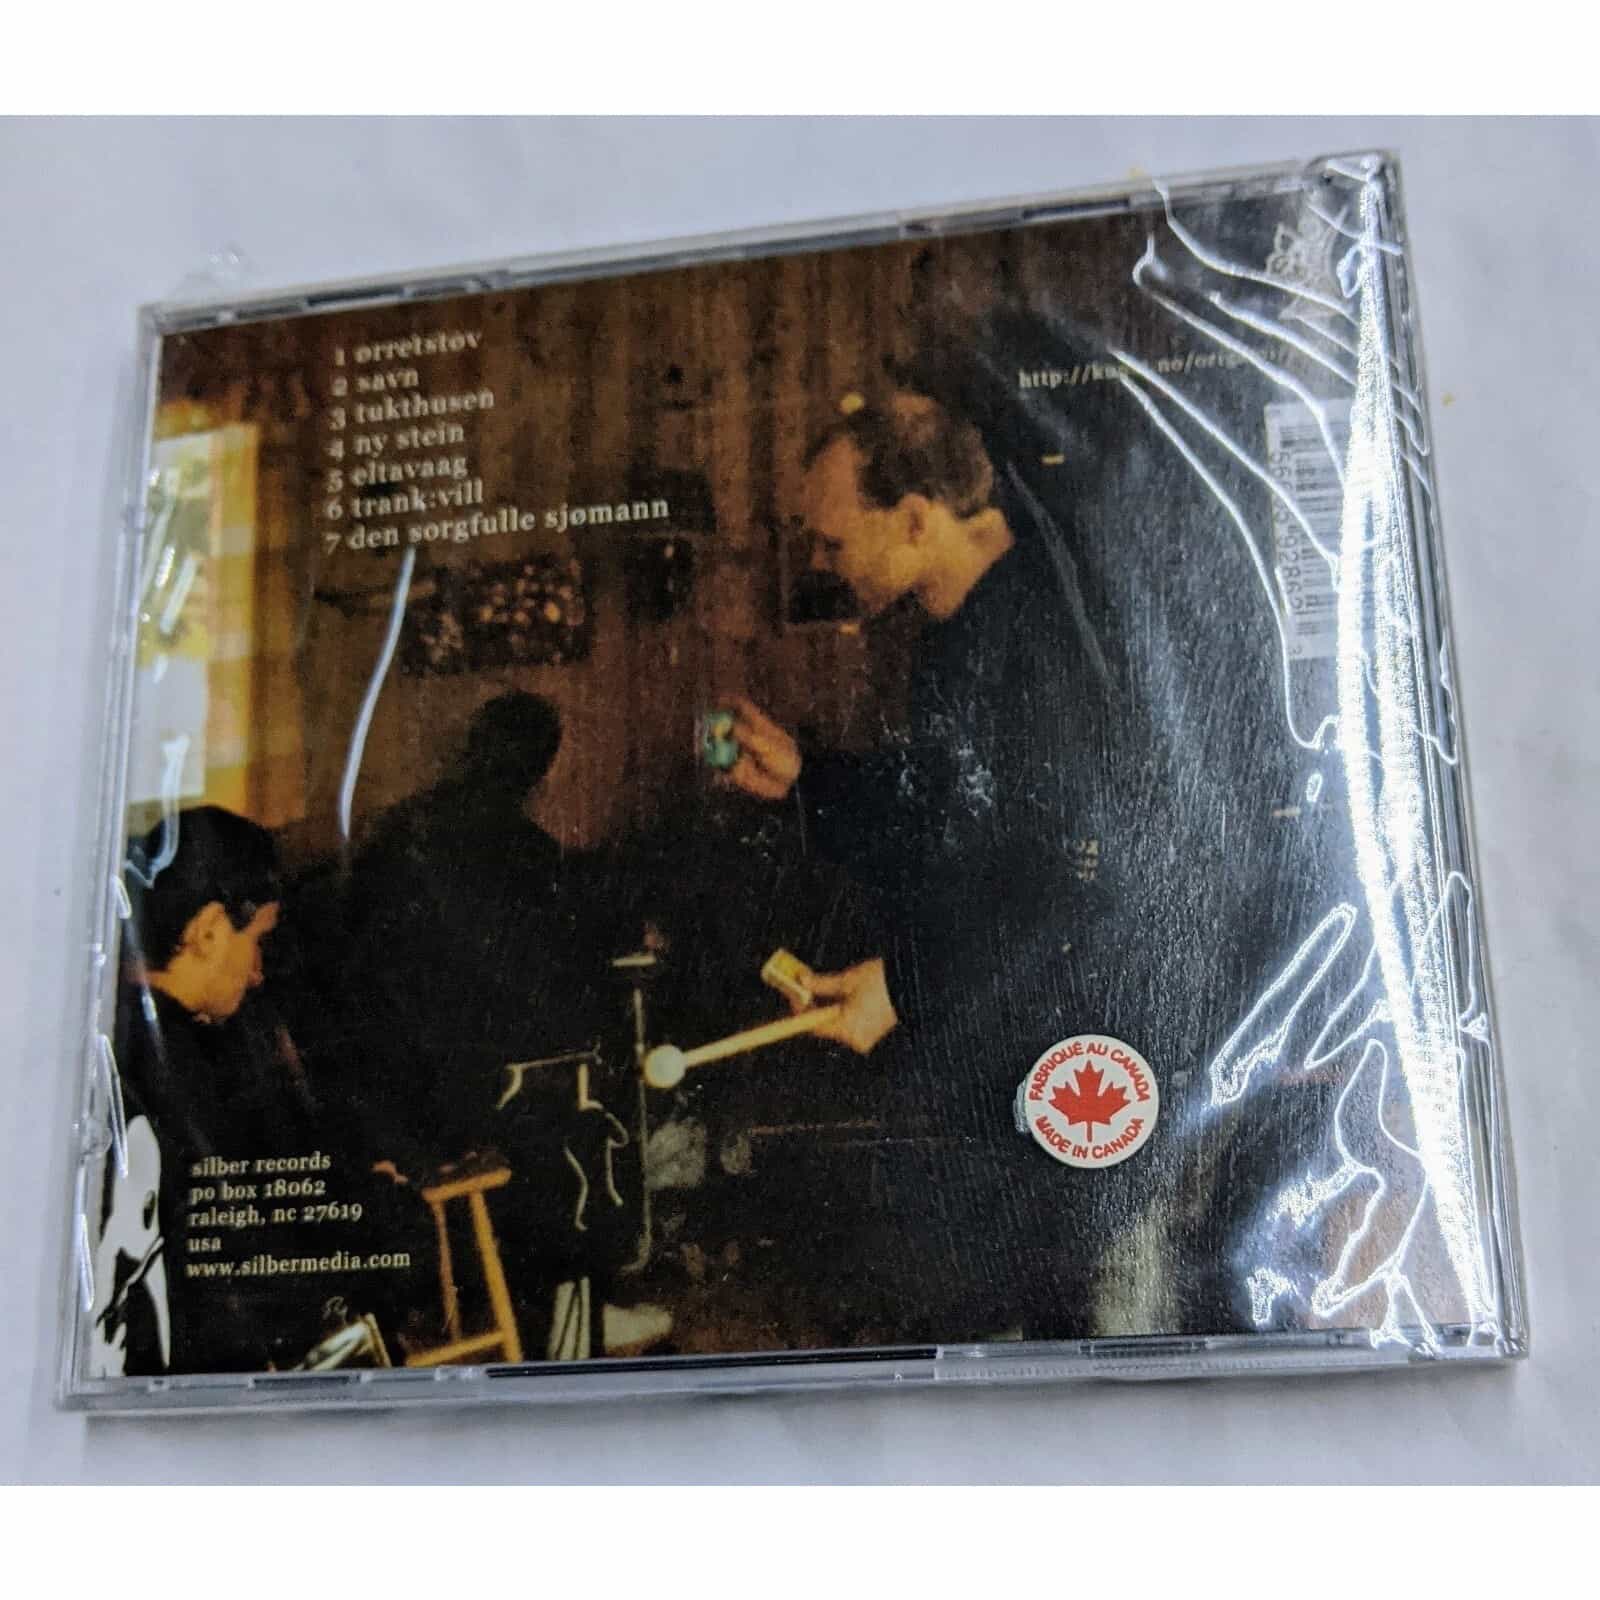 1 ørretstøv
2 savn
3 tukthusen
4 ny stein
5 eltavaag
6 trank:vill
7 den sorgfulle sjømann
silber records
po box 18062
raleigh, nc 27619
usa
www.silbermedia.com
FABRIQUÉ AU CANADA
MADE IN CANADA